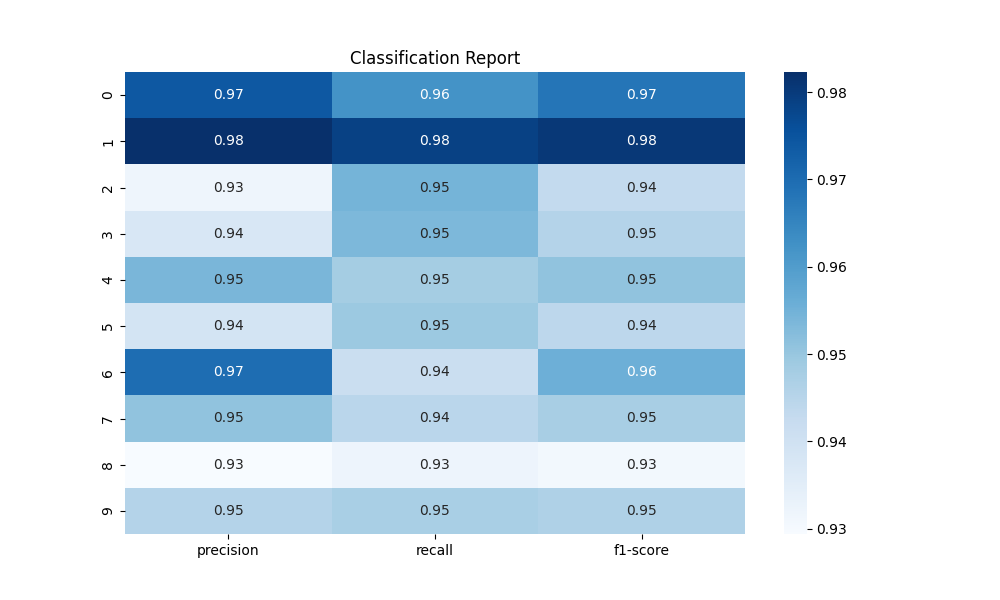 Classification Report
0 0.97 0.96 0.97
1 0.98 0.98 0.98
2 0.93 0.95 0.94
3 0.94 0.95 0.95
4 0.95 0.95 0.95
5 0.94 0.95 0.94
6 0.97 0.94 0.96
7 0.95 0.94 0.95
8 0.93 0.93 0.93
9 0.95 0.95 0.95
precision recall f1-score
0.98
0.97
0.96
0.95
0.94
0.93